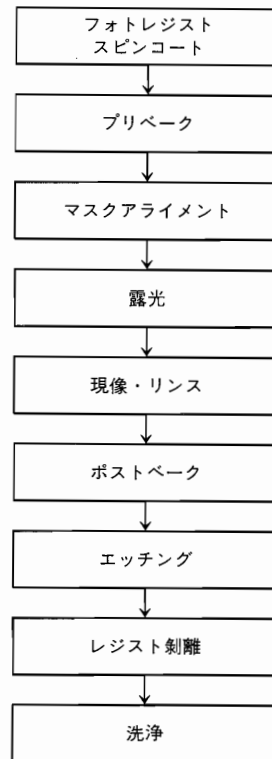 フォトレジスト
スピンコート
プリベーク
マスクアライメント
露光
現像・リンス
ポストベーク
エッチング
レジスト剝離
洗浄